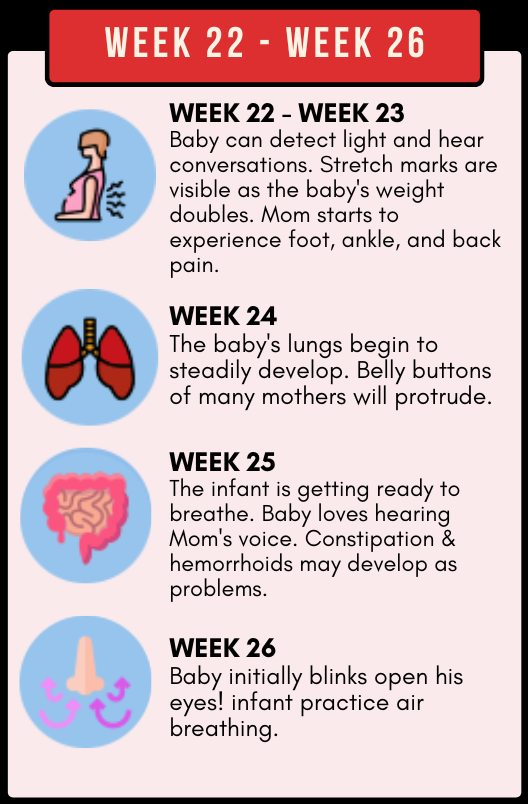 WEEK 22 - WEEK 26
WEEK 22 - WEEK 23
Baby can detect light and hear
conversations. Stretch marks are
visible as the baby's weight
doubles. Mom starts to
experience foot, ankle, and back
pain.
WEEK 24
The baby's lungs begin to
steadily develop. Belly buttons
of many mothers will protrude.
WEEK 25
The infant is getting ready to
breathe. Baby loves hearing
Mom's voice. Constipation &
hemorrhoids may develop as
problems.
WEEK 26
Baby initially blinks open his
eyes! infant practice air
breathing.